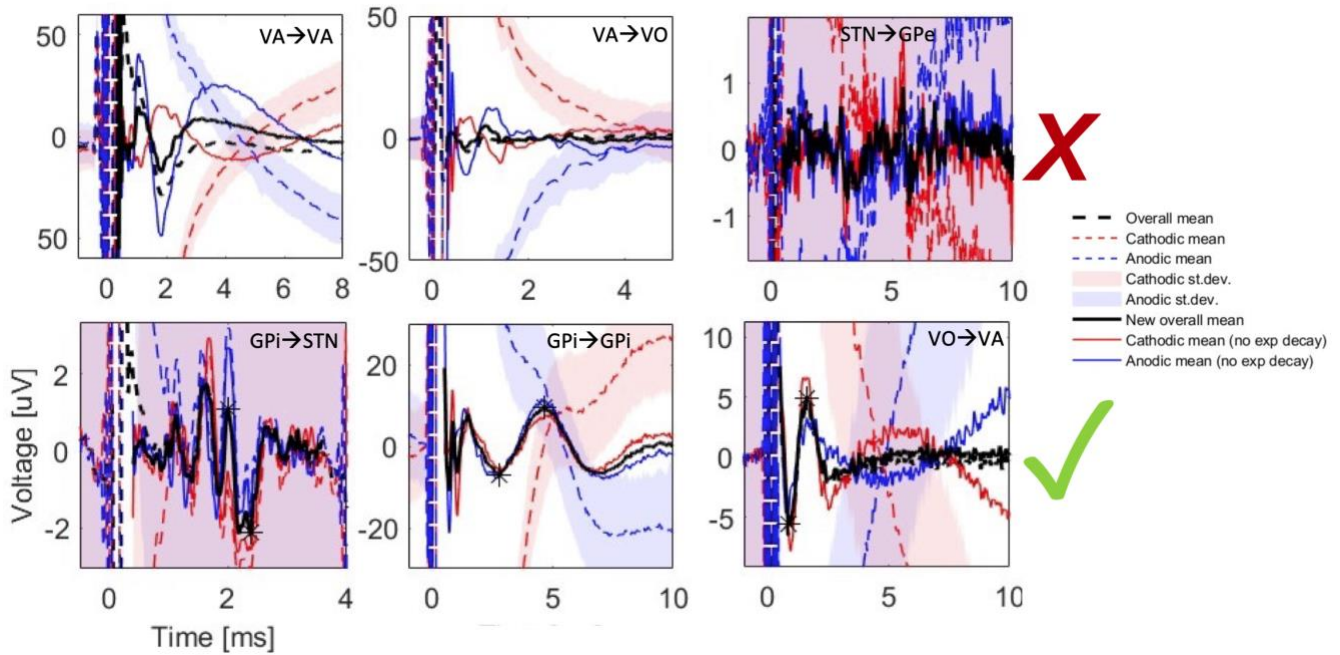 VA→VA
VA→VO
STN→GPe
50
0
50
0 2 4 6 8
50
0
-50
0 2 4
1
0
-1
0 5 10
X
Overall mean
Cathodic mean
Anodic mean
Cathodic st.dev.
Anodic st.dev.
New overall mean
Cathodic mean (no exp decay)
Anodic mean (no exp decay)
GPi→STN
GPi→GPi
VO→VA
Voltage [uV]
2
0
-2
0 2 4
20
0
-20
0 2 4 6 8 10
10
5
0
-5
0 5 10
Time [ms]